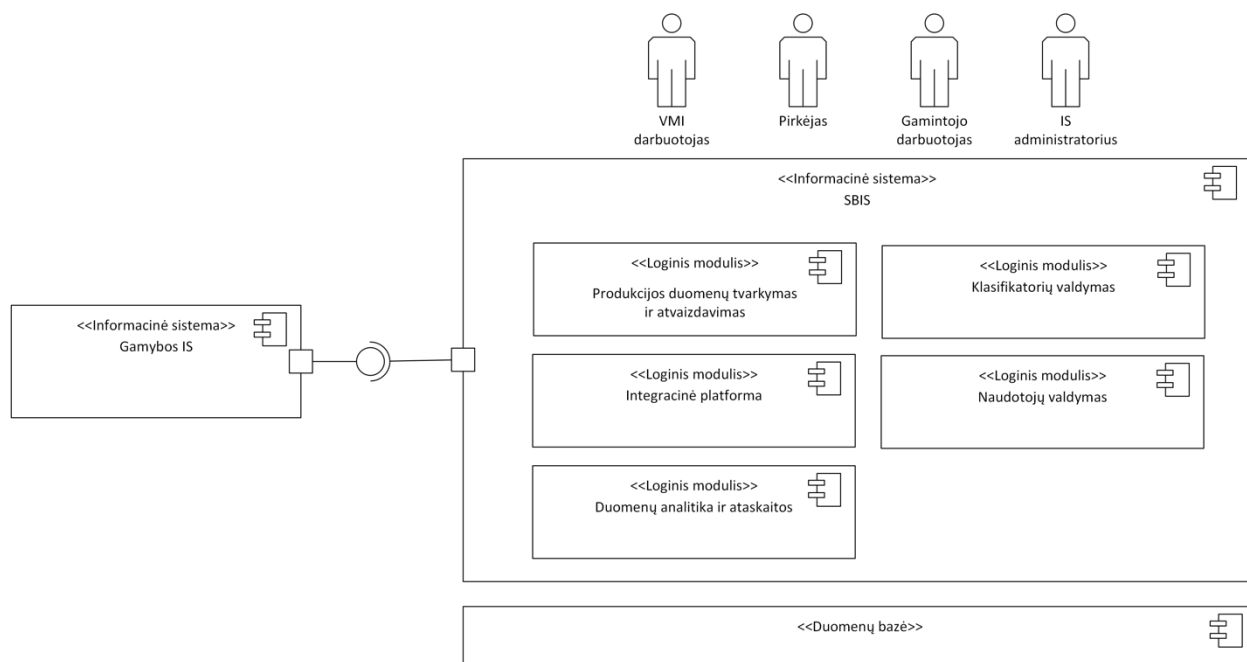 VMI
darbuotojas
Pirkėjas
Gamintojo
darbuotojas
IS
administratorius
<<Informacinė sistema>>
SBIS
<<Loginis modulis>>
Produkcijos duomenų tvarkymas
ir atvaizdavimas
<<Loginis modulis>>
Klasifikatorių valdymas
<<Informacinė sistema>>
Gamybos IS
<<Loginis modulis>>
Integracinė platforma
<<Loginis modulis>>
Naudotojų valdymas
<<Loginis modulis>>
Duomenų analitika ir ataskaitos
<<Duomenų bazė>>